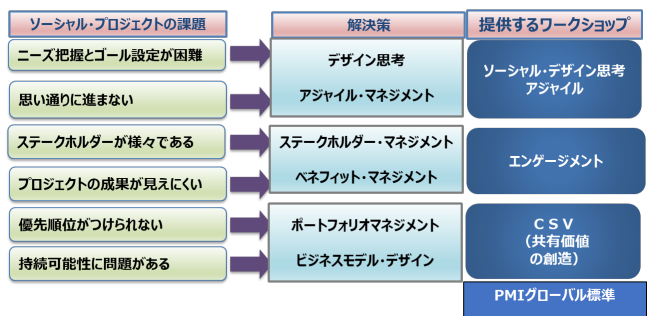 ソーシャル・プロジェクトの課題
解決策
提供するワークショップ
ニーズ把握とゴール設定が困難
デザイン思考
ソーシャル・デザイン思考
アジャイル
思い通りに進まない
アジャイル・マネジメント
ステークホルダーが様々である
ステークホルダー・マネジメント
エンゲージメント
プロジェクトの成果が見えにくい
ベネフィット・マネジメント
優先順位がつけられない
ポートフォリオマネジメント
ＣＳＶ
（共有価値
の創造）
持続可能性に問題がある
ビジネスモデル・デザイン
PMIグローバル標準